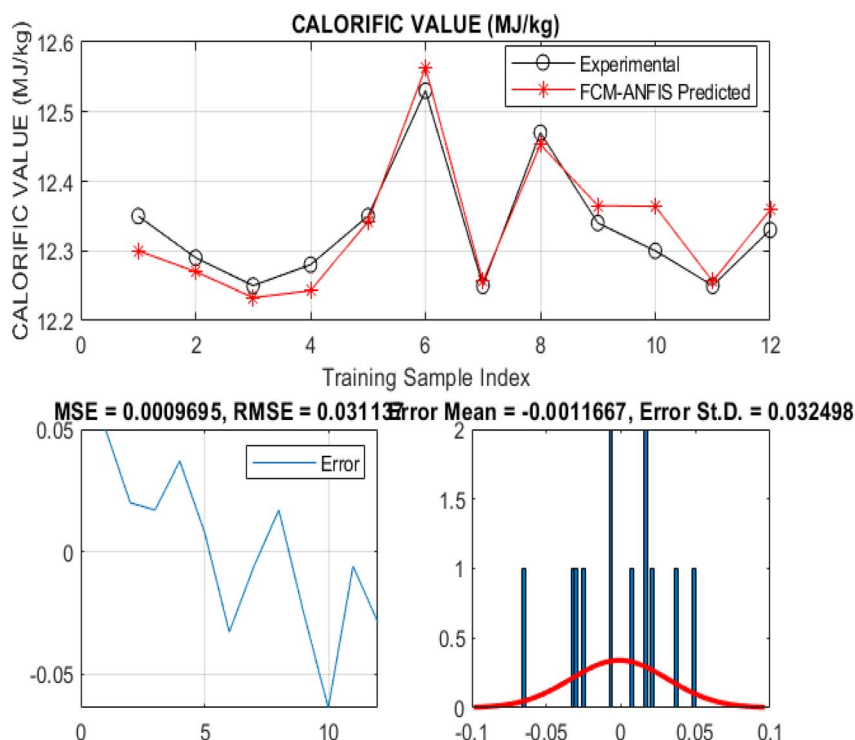 CALORIFIC VALUE (MJ/kg)
CALORIFIC VALUE (MJ/kg)
12.6
12.5
12.4
12.3
12.2
Experimental
FCM-ANFIS Predicted
0 2 4 6 8 10 12
Training Sample Index
MSE = 0.0009695, RMSE = 0.031137
Error Mean = -0.0011667, Error St.D. = 0.032498
0.05
0
-0.05
Error
0 5 10
2
1.5
1
0.5
0
-0.1 -0.05 0 0.05 0.1